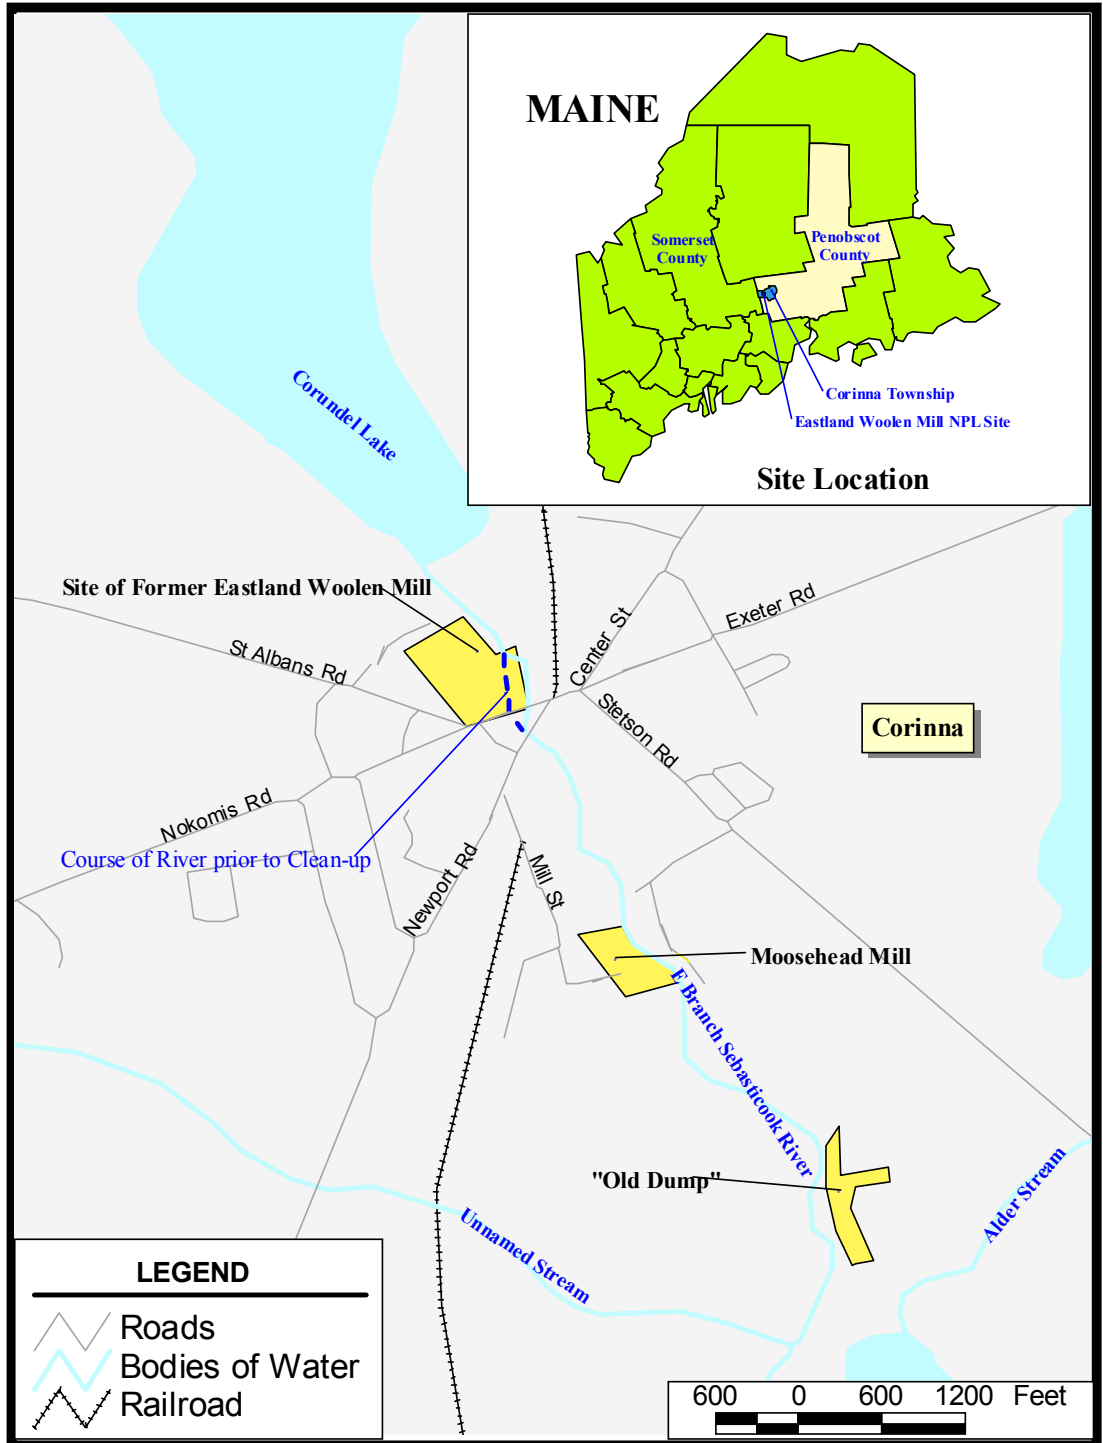 MAINE
Somerset
County
Penobscot
County
Corinna Township
Eastland Woolen Mill NPL Site
Site Location
Corundel Lake
Site of Former Eastland Woolen Mill
St Albans Rd
Center St
Exeter Rd
Stetson Rd
Corinna
Nokomis Rd
Course of River prior to Clean-up
Newport Rd
Mill St
Moosehead Mill
E Branch Sebasticook River
"Old Dump"
Alder Stream
Unnamed Stream
LEGEND
Roads
Bodies of Water
Railroad
600 0 600 1200 Feet